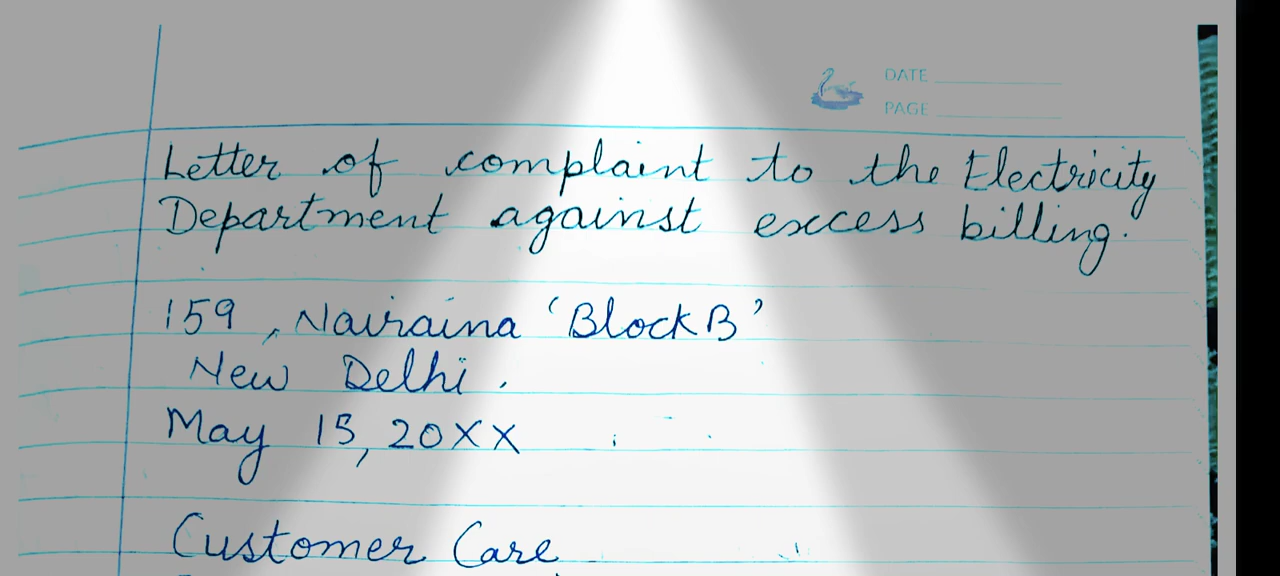 DATE
PAGE
Letter of complaint to the Electricity
Department against excess billing.
159, Nairaina 'Block B'
New Delhi.
May 15, 20XX
Customer Care